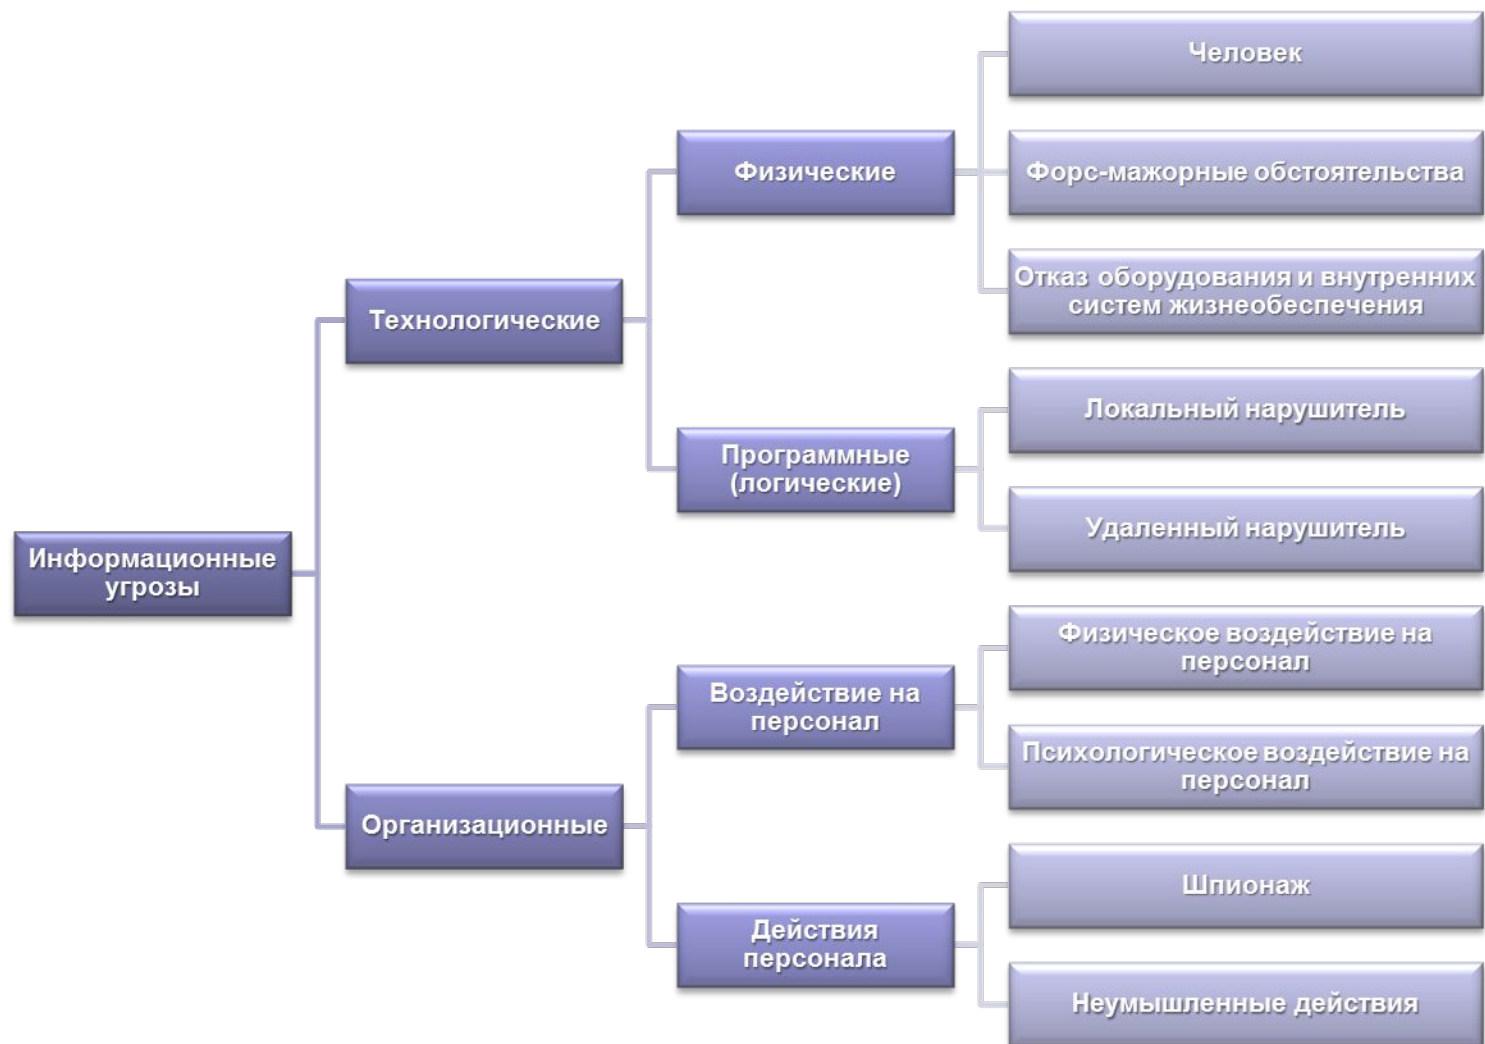 Человек
Физические
Форс-мажорные обстоятельства
Отказ оборудования и внутренних
систем жизнеобеспечения
Технологические
Локальный нарушитель
Программные
(логические)
Удаленный нарушитель
Информационные
угрозы
Физическое воздействие на
персонал
Воздействие на
персонал
Психологическое воздействие на
персонал
Организационные
Шпионаж
Действия
персонала
Неумышленные действия